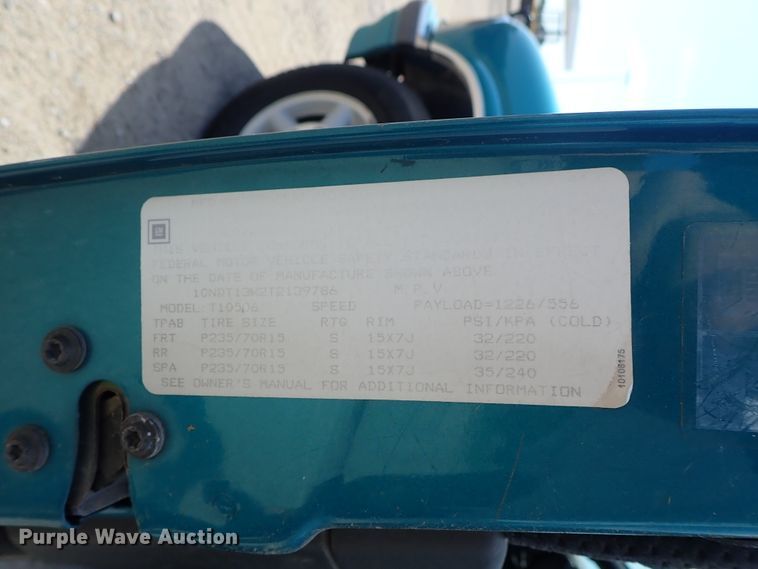 GM
FEDERAL MOTOR VEHICLE SAFETY STANDARDS IN EFFECT
ON THE DATE OF MANUFACTURE SHOWN ABOVE
1GNDT13W2T2139786 M.P.V.
MODEL:T10506 SPEED PAYLOAD=1226/556
TPAB TIRE SIZE RTG RIM PSI/KPA (COLD)
FRT P235/70R15 S 15X7J 32/220
RR P235/70R15 S 15X7J 32/220
SPA P235/70R15 S 15X7J 35/240
SEE OWNER'S MANUAL FOR ADDITIONAL INFORMATION
10108175
Purple Wave Auction